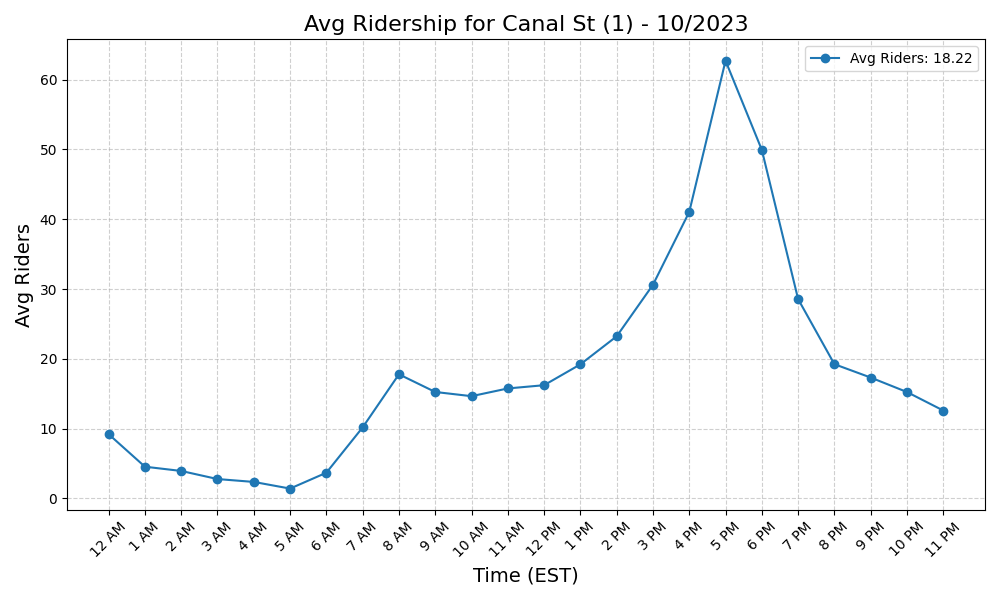 Avg Ridership for Canal St (1) - 10/2023
Avg Riders: 18.22
Avg Riders
60
50
40
30
20
10
0
12 AM
1 AM
2 AM
3 AM
4 AM
5 AM
6 AM
7 AM
8 AM
9 AM
10 AM
11 AM
12 PM
1 PM
2 PM
3 PM
4 PM
5 PM
6 PM
7 PM
8 PM
9 PM
10 PM
11 PM
Time (EST)